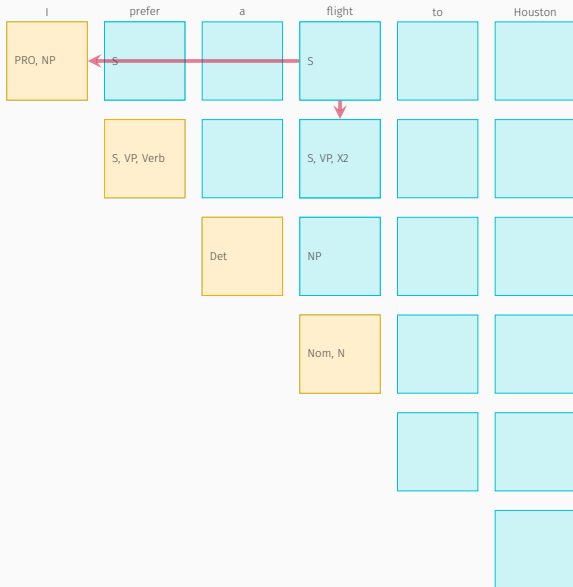 I prefer a flight to Houston
PRO, NP S S
S, VP, Verb S, VP, X2
Det NP
Nom, N